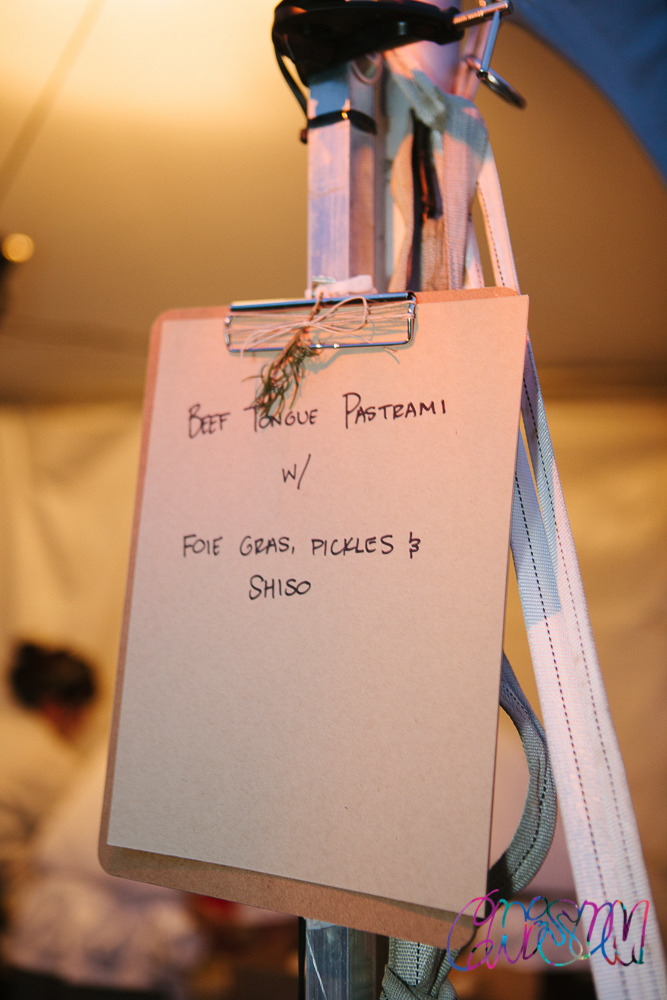 BEEF TONGUE PASTRAMI
W/
FOIE GRAS, PICKLES &
SHISO